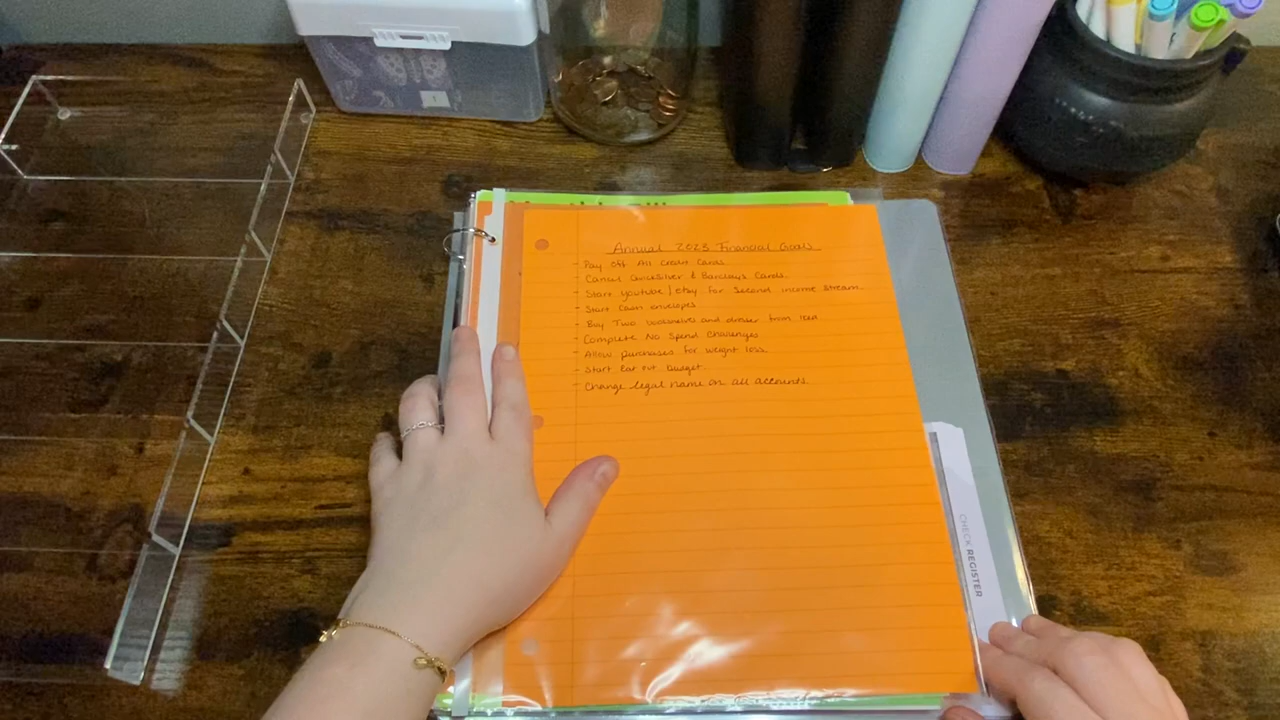 Annual 2023 Financial Goals
- Pay Off All Credit Cards
- Cancel Quicksilver & Barclays Cards
- Start Youtube / etsy for second income stream
- Start cash envelopes
- Buy Two bookshelves and dresser from IKEA
- Complete No Spend Challenges
- Allow purchases for weight loss
- Start Eat out Budget
- Change legal name on all accounts
CHECK REGISTER